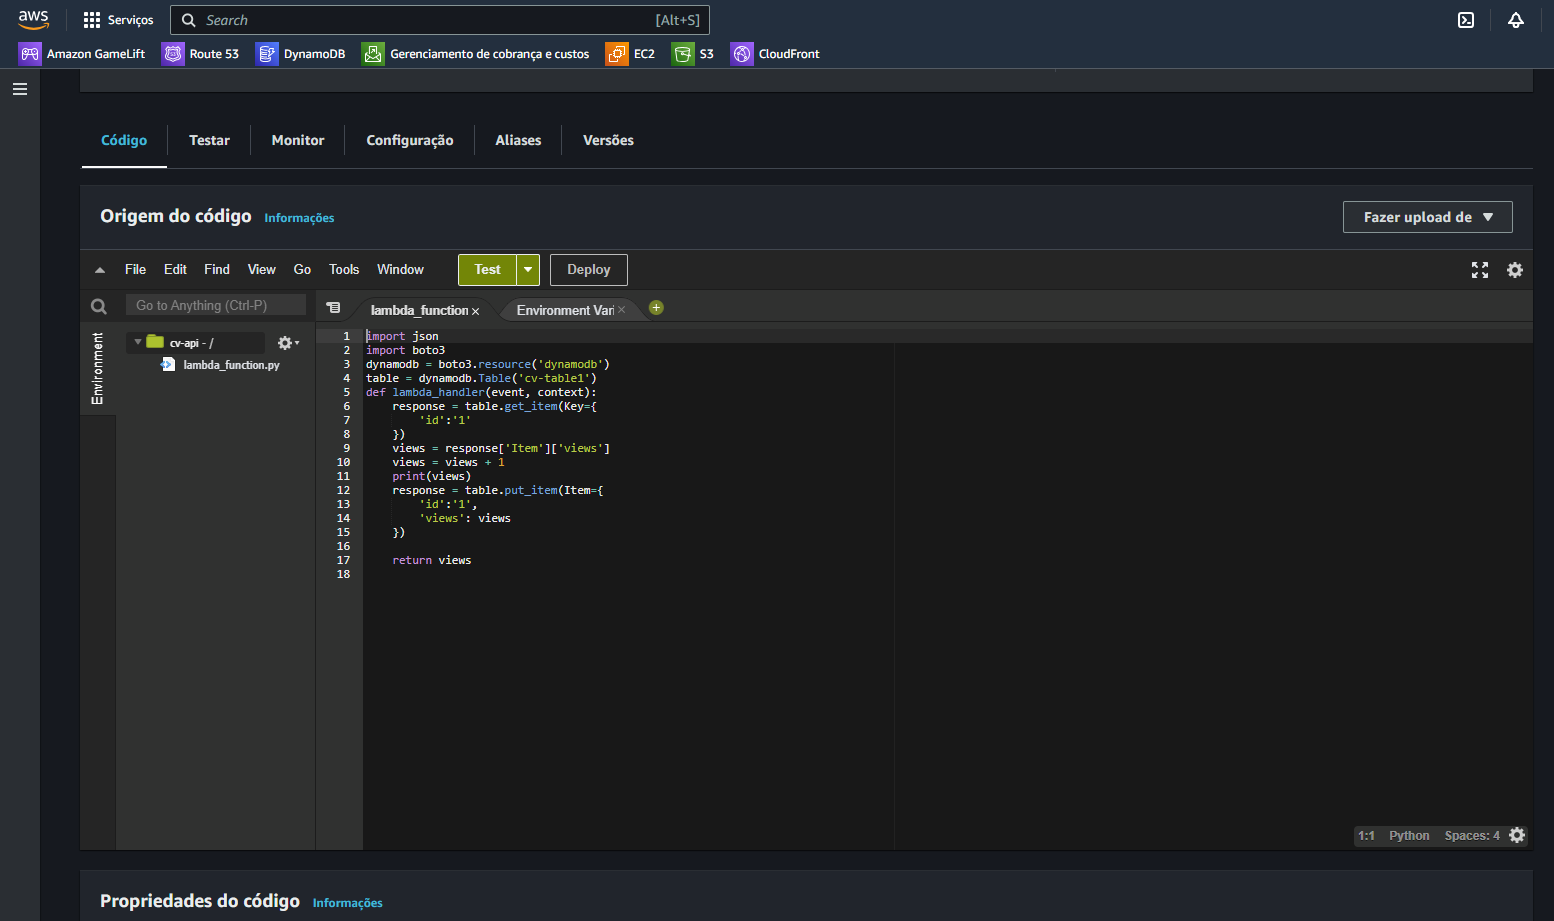 aws Serviços Search [Alt+S]
Amazon GameLift Route 53 DynamoDB Gerenciamento de cobrança e custos EC2 S3 CloudFront
Código Testar Monitor Configuração Aliases Versões
Origem do código Informações Fazer upload de
File Edit Find View Go Tools Window Test Deploy
Go to Anything (Ctrl-P) lambda_function Environment Vari
Environment
cv-api - /
lambda_function.py
1 import json
2 import boto3
3 dynamodb = boto3.resource('dynamodb')
4 table = dynamodb.Table('cv-table1')
5 def lambda_handler(event, context):
6     response = table.get_item(Key={
7         'id':'1'
8     })
9     views = response['Item']['views']
10     views = views + 1
11     print(views)
12     response = table.put_item(Item={
13         'id':'1',
14         'views': views
15     })
16
17     return views
18
1:1 Python Spaces: 4
Propriedades do código Informações